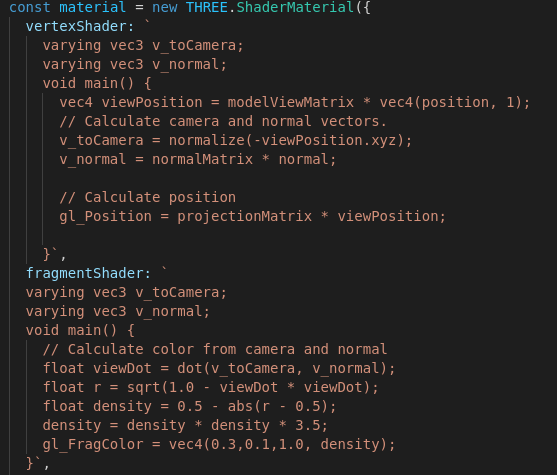 const material = new THREE.ShaderMaterial({
  vertexShader: `
    varying vec3 v_toCamera;
    varying vec3 v_normal;
    void main() {
      vec4 viewPosition = modelViewMatrix * vec4(position, 1);
      // Calculate camera and normal vectors.
      v_toCamera = normalize(-viewPosition.xyz);
      v_normal = normalMatrix * normal;

      // Calculate position
      gl_Position = projectionMatrix * viewPosition;

    }`,
  fragmentShader: `
  varying vec3 v_toCamera;
  varying vec3 v_normal;
  void main() {
    // Calculate color from camera and normal
    float viewDot = dot(v_toCamera, v_normal);
    float r = sqrt(1.0 - viewDot * viewDot);
    float density = 0.5 - abs(r - 0.5);
    density = density * density * 3.5;
    gl_FragColor = vec4(0.3,0.1,1.0, density);
  }`,